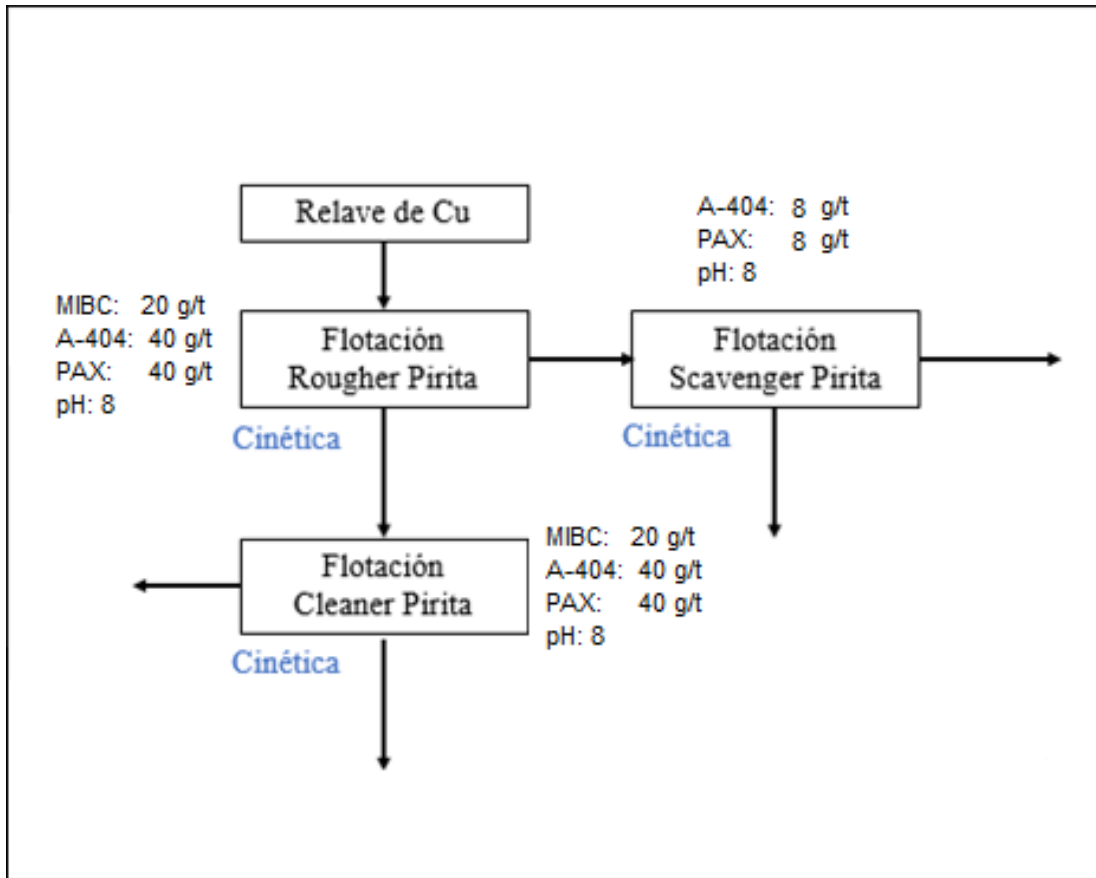 Relave de Cu
A-404: 8 g/t
PAX: 8 g/t
pH: 8
MIBC: 20 g/t
A-404: 40 g/t
PAX: 40 g/t
pH: 8
Flotación
Rougher Pirita
Cinética
Flotación
Scavenger Pirita
Cinética
Flotación
Cleaner Pirita
Cinética
MIBC: 20 g/t
A-404: 40 g/t
PAX: 40 g/t
pH: 8